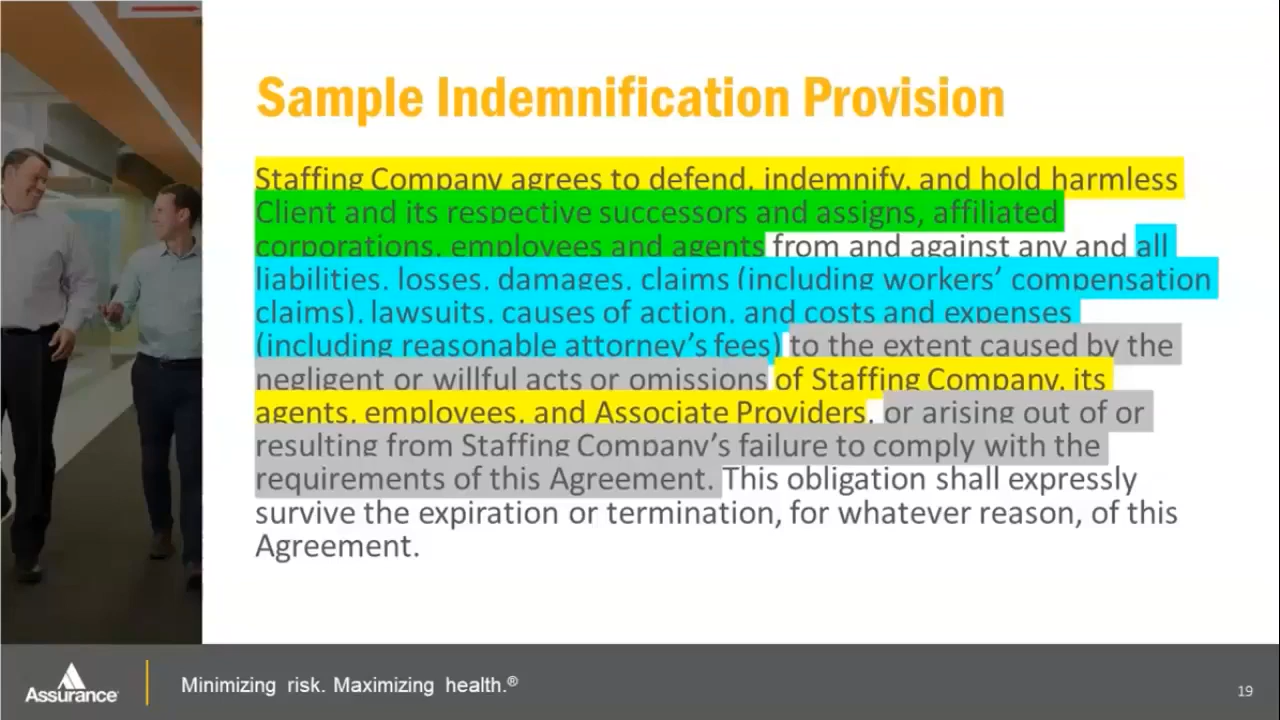 Sample Indemnification Provision
Staffing Company agrees to defend, indemnify, and hold harmless
Client and its respective successors and assigns, affiliated
corporations, employees and agents from and against any and all
liabilities, losses, damages, claims (including workers’ compensation
claims), lawsuits, causes of action, and costs and expenses
(including reasonable attorney’s fees) to the extent caused by the
negligent or willful acts or omissions of Staffing Company, its
agents, employees, and Associate Providers, or arising out of or
resulting from Staffing Company’s failure to comply with the
requirements of this Agreement. This obligation shall expressly
survive the expiration or termination, for whatever reason, of this
Agreement.
Assurance
Minimizing risk. Maximizing health.®
19